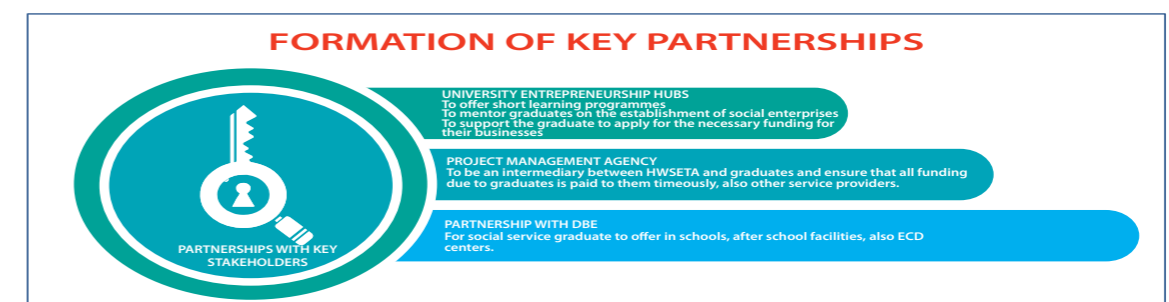 FORMATION OF KEY PARTNERSHIPS
UNIVERSITY ENTREPRENEURSHIP HUBS
To offer short learning programmes
To mentor graduates on the establishment of social enterprises
To support the graduate to apply for the necessary funding for
their businesses
PROJECT MANAGEMENT AGENCY
To be an intermediary between HWSETA and graduates and ensure that all funding
due to graduates is paid to them timeously, also other service providers.
PARTNERSHIP WITH DBE
For social service graduate to offer in schools, after school facilities, also ECD
centers.
PARTNERSHIPS WITH KEY
STAKEHOLDERS